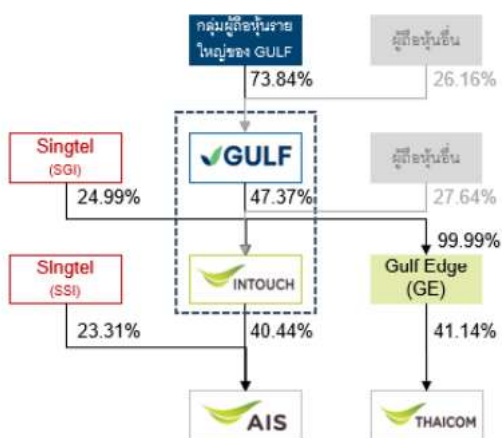 กลุ่มผู้ถือหุ้นราย
ใหญ่ของ GULF
ผู้ถือหุ้นอื่น
73.84%
26.16%
Singtel
(SGI)
GULF
ผู้ถือหุ้นอื่น
24.99%
47.37%
27.64%
99.99%
Singtel
(SSI)
INTOUCH
Gulf Edge
(GE)
23.31%
40.44%
41.14%
AIS
THAICOM